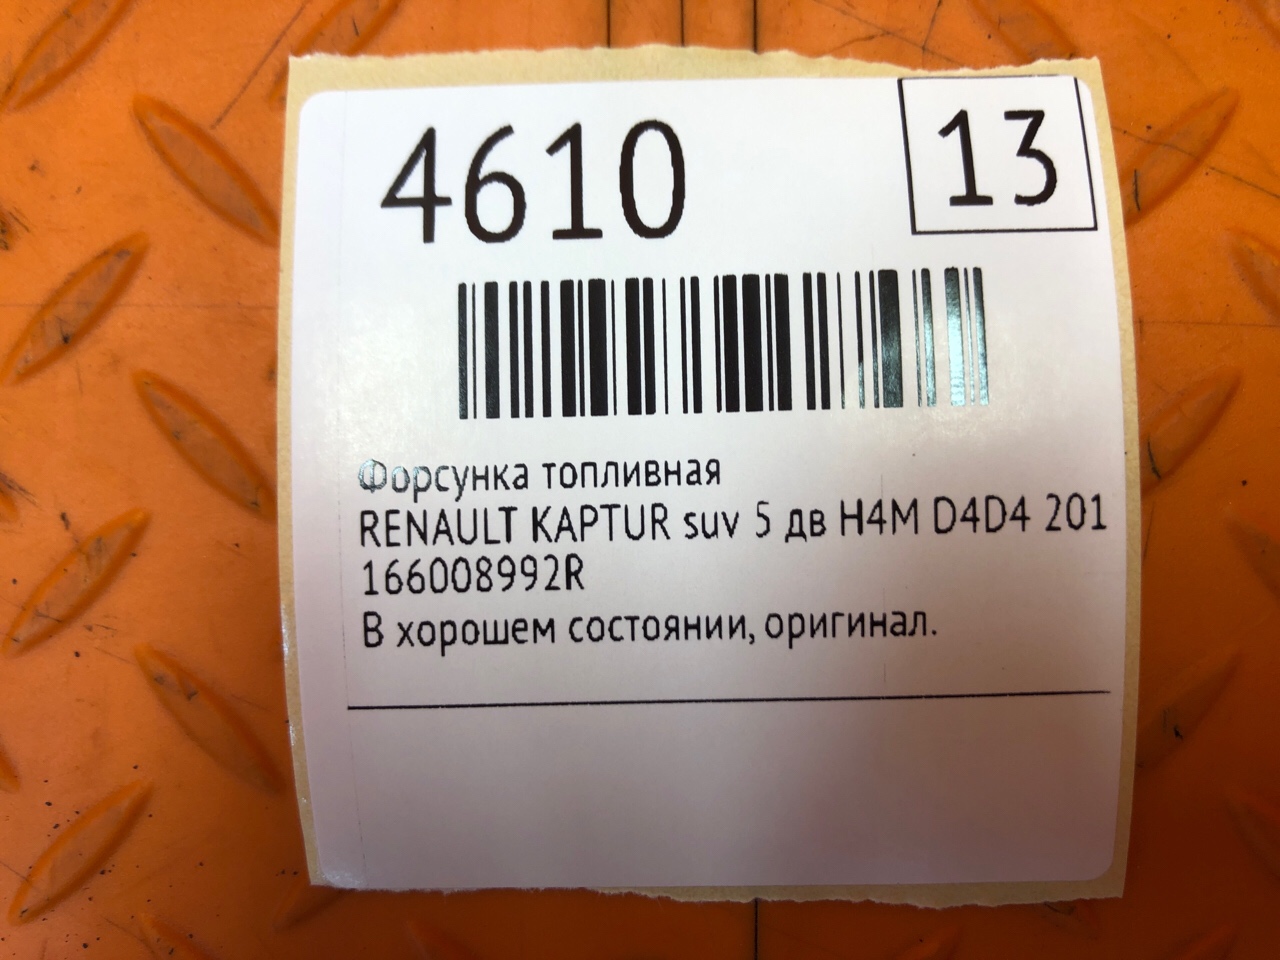 4610
13
Форсунка топливная
RENAULT KAPTUR suv 5 дв H4M D4D4 201
166008992R
В хорошем состоянии, оригинал.